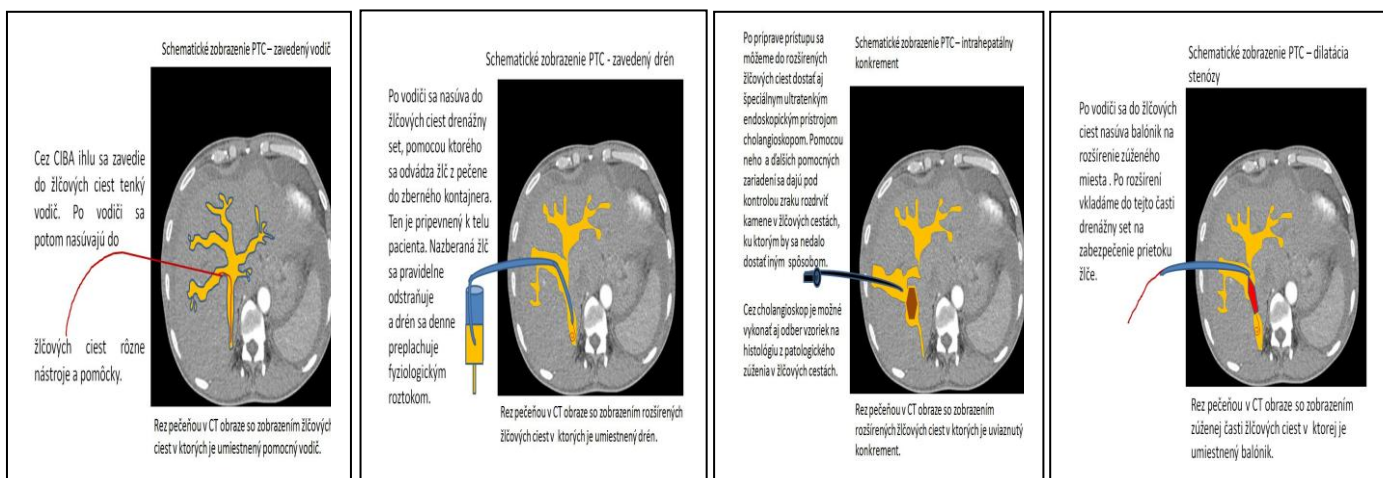 Schematické zobrazenie PTC – zavedený vodič
Cez CIBA ihlu sa zavedie
do žlčových ciest tenký
vodič. Po vodiči sa
potom nasúvajú do
žlčových ciest rôzne
nástroje a pomôcky.
Rez pečeňou v CT obraze so zobrazením žlčových
ciest v ktorých je umiestnený pomocný vodič.
Schematické zobrazenie PTC - zavedený drén
Po vodiči sa nasúva do
žlčových ciest drenážny
set, pomocou ktorého
sa odvádza žlč z pečene
do zberného kontajnera.
Ten je pripevnený k telu
pacienta. Nazberaná žlč
sa pravidelne
odstraňuje
a drén sa denne
preplachuje
fyziologickým
roztokom.
Rez pečeňou v CT obraze so zobrazením rozšírených
žlčových ciest v ktorých je umiestnený drén.
Po príprave prístupu sa
môžeme do rozšírených
žlčových ciest dostať aj
špeciálnym ultratenkým
endoskopickým prístrojom
cholangioskopom. Pomocou
neho a ďalších pomocných
zariadení sa dajú pod
kontrolou zraku rozdrviť
kamene v žlčových cestách,
ku ktorým by sa nedalo
dostať iným spôsobom.
Cez cholangioskop je možné
vykonať aj odber vzoriek na
histológiu z patologického
zúženia v žlčových cestách.
Schematické zobrazenie PTC – intrahepatálny
konkrement
Rez pečeňou v CT obraze so zobrazením
rozšírených žlčových ciest v ktorých je uviaznutý
konkrement.
Schematické zobrazenie PTC – dilatácia
stenózy
Po vodiči sa do žlčových
ciest nasúva balónik na
rozšírenie zúženého
miesta . Po rozšírení
vkladáme do tejto časti
drenážny set na
zabezpečenie prietoku
žlče.
Rez pečeňou v CT obraze so zobrazením
zúženej časti žlčových ciest v ktorej je
umiestnený balónik.